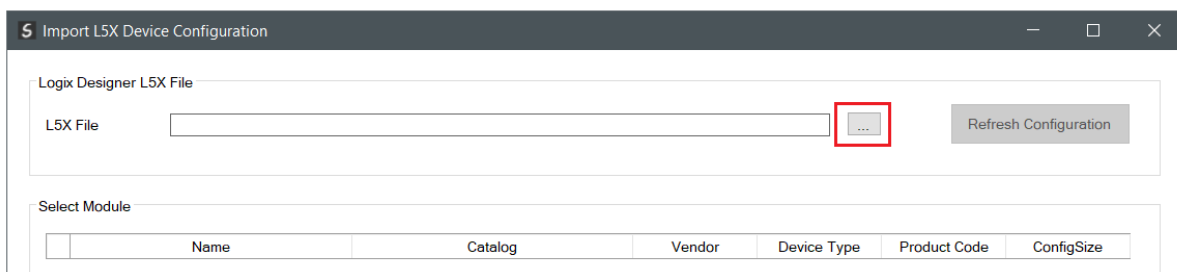 S Import L5X Device Configuration
Logix Designer L5X File
L5X File ... Refresh Configuration
Select Module
Name Catalog Vendor Device Type Product Code ConfigSize